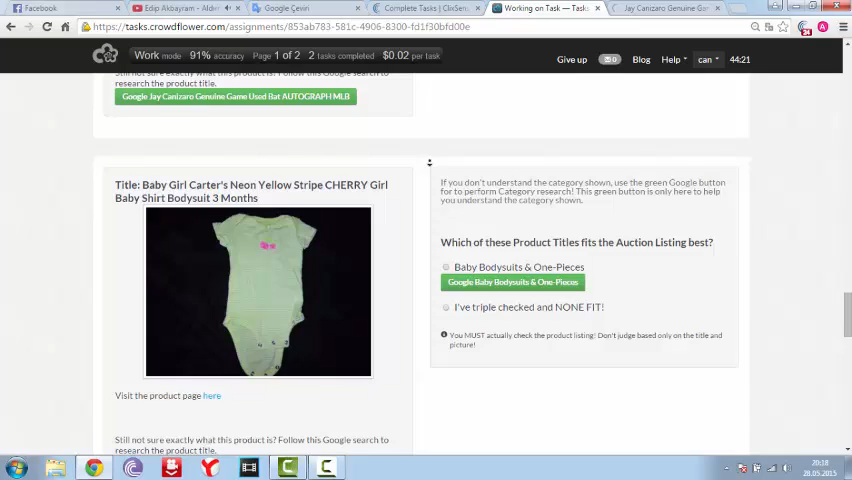 Facebook
Edip Akbayram - Alder
Google Çeviri
Complete Tasks | ClixSen
Working on Task — Task
Jay Canizaro Genuine Gam
https://tasks.crowdflower.com/assignments/853ab783-581c-4906-8300-fd1f30bfd00e
24
Work mode 91% accuracy Page 1 of 2 2 tasks completed $0.02 per task
Give up 0 Blog Help can 44:21
Still not sure exactly what this product is? Follow this Google search to
research the product title.
Google Jay Canizaro Genuine Game Used Bat AUTOGRAPH MLB
Title: Baby Girl Carter's Neon Yellow Stripe CHERRY Girl
Baby Shirt Bodysuit 3 Months
Visit the product page here
Still not sure exactly what this product is? Follow this Google search to
research the product title.
If you don't understand the category shown, use the green Google button
for to perform Category research! This green button is only here to help
you understand the category shown.
Which of these Product Titles fits the Auction Listing best?
Baby Bodysuits & One-Pieces
Google Baby Bodysuits & One-Pieces
I've triple checked and NONE FIT!
You MUST actually check the product listing! Don't judge based only on the title and
picture!
20:18
28.05.2015